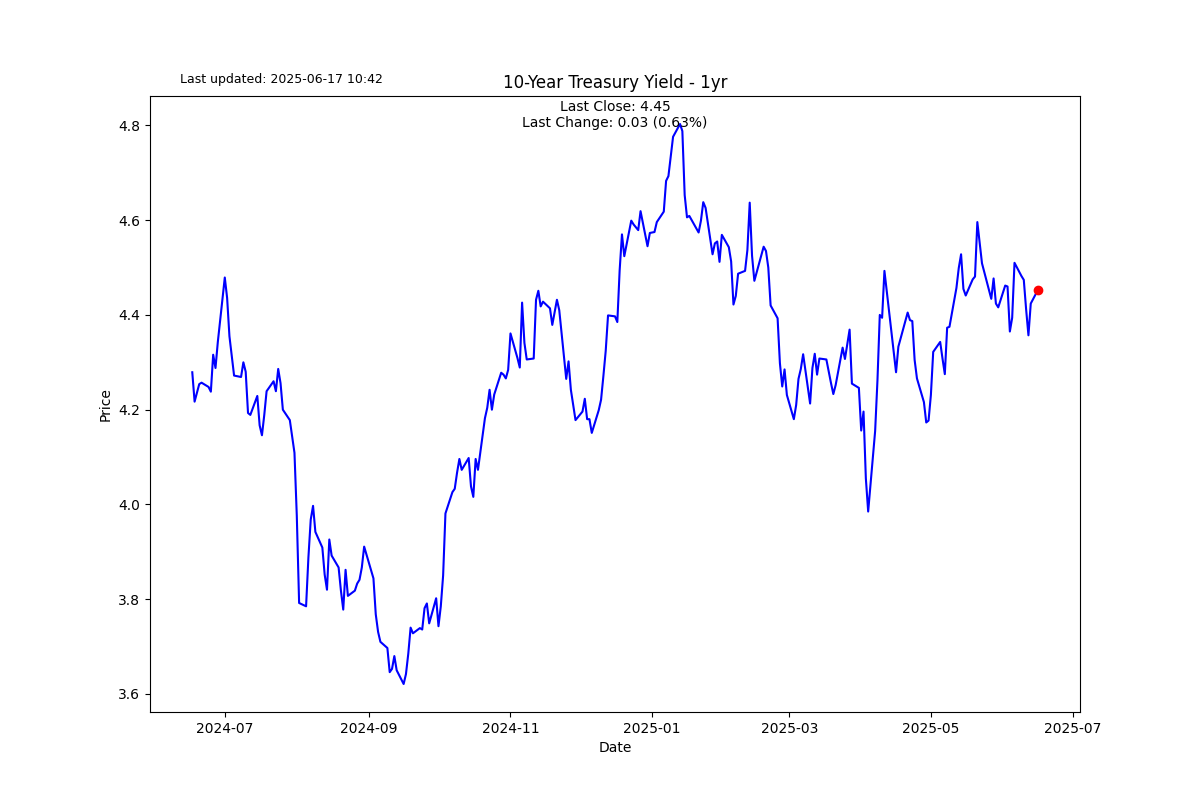 Last updated: 2025-06-17 10:42
10-Year Treasury Yield - 1yr
Last Close: 4.45
Last Change: 0.03 (0.63%)
4.8
4.6
4.4
4.2
4.0
3.8
3.6
Price
2024-07
2024-09
2024-11
2025-01
2025-03
2025-05
2025-07
Date